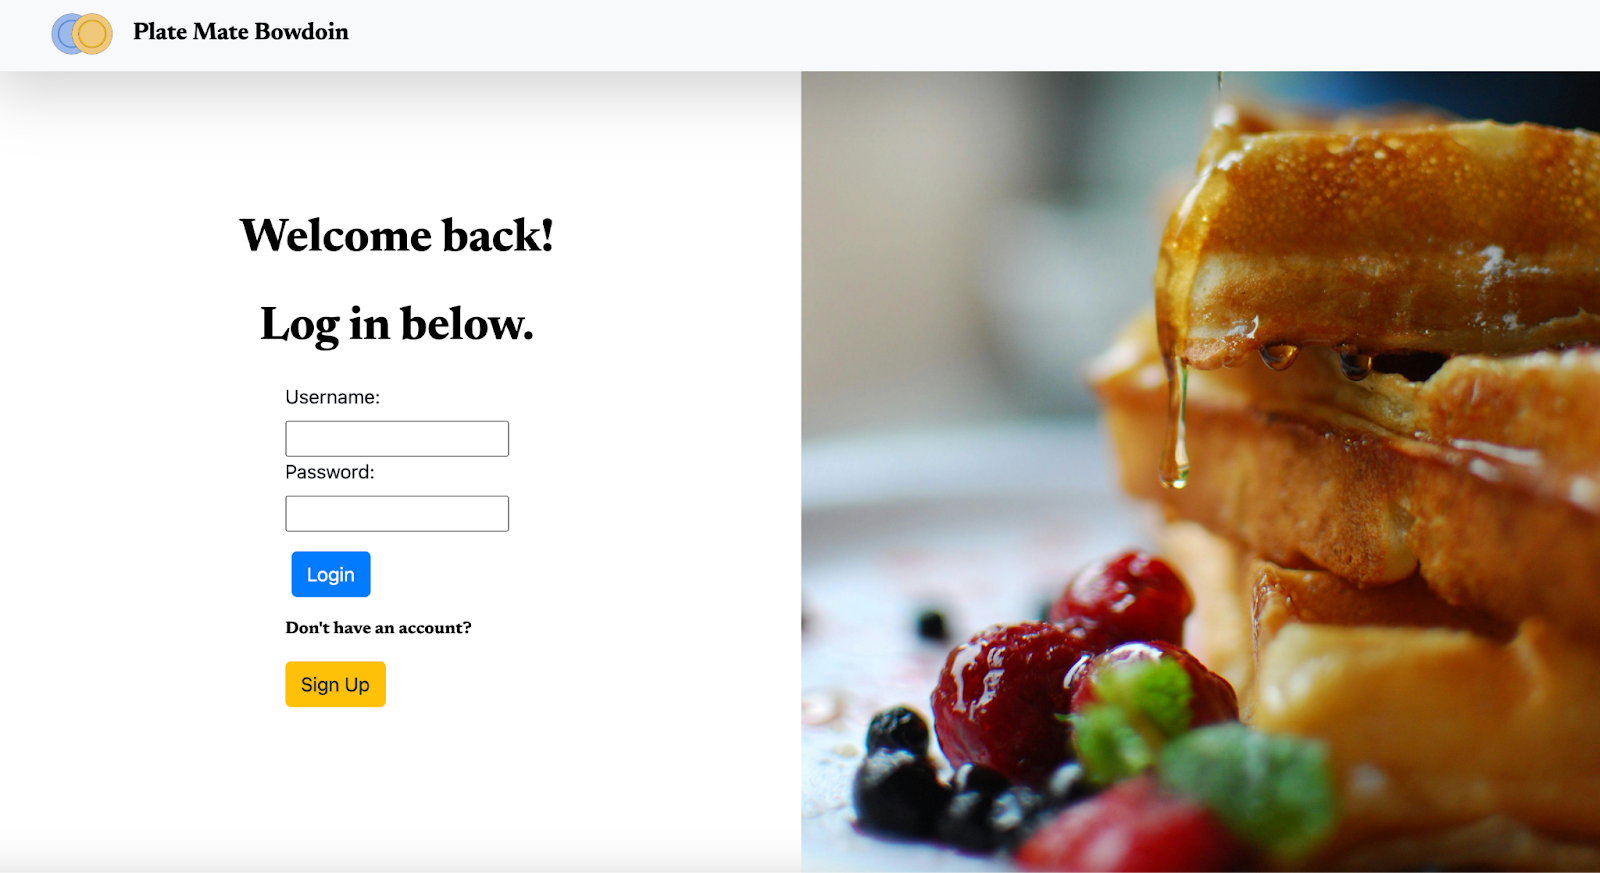 Plate Mate Bowdoin
Welcome back!
Log in below.
Username:
Password:
Login
Don't have an account?
Sign Up